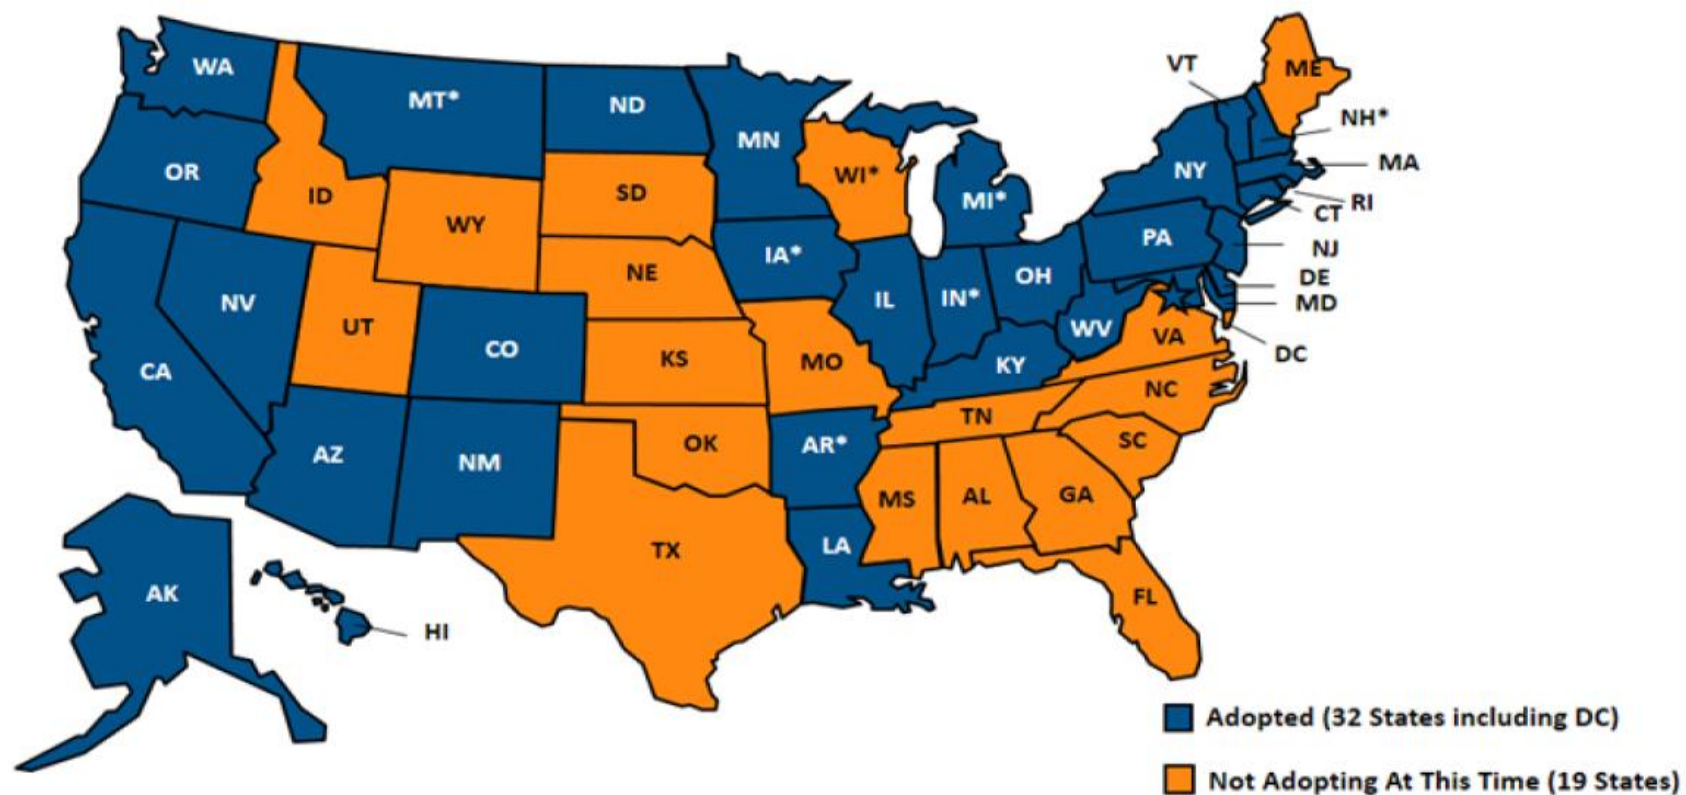 WA
MT*
ND
MN
VT
ME
NH*
MA
OR
ID
WY
SD
WI*
MI*
NY
RI
CT
NJ
PA
IA*
NE
NV
UT
CO
IL
IN*
OH
DE
MD
WV
VA
DC
CA
KS
MO
KY
NC
TN
AZ
NM
OK
AR*
SC
MS
AL
GA
TX
LA
AK
HI
FL
Adopted (32 States including DC)
Not Adopting At This Time (19 States)